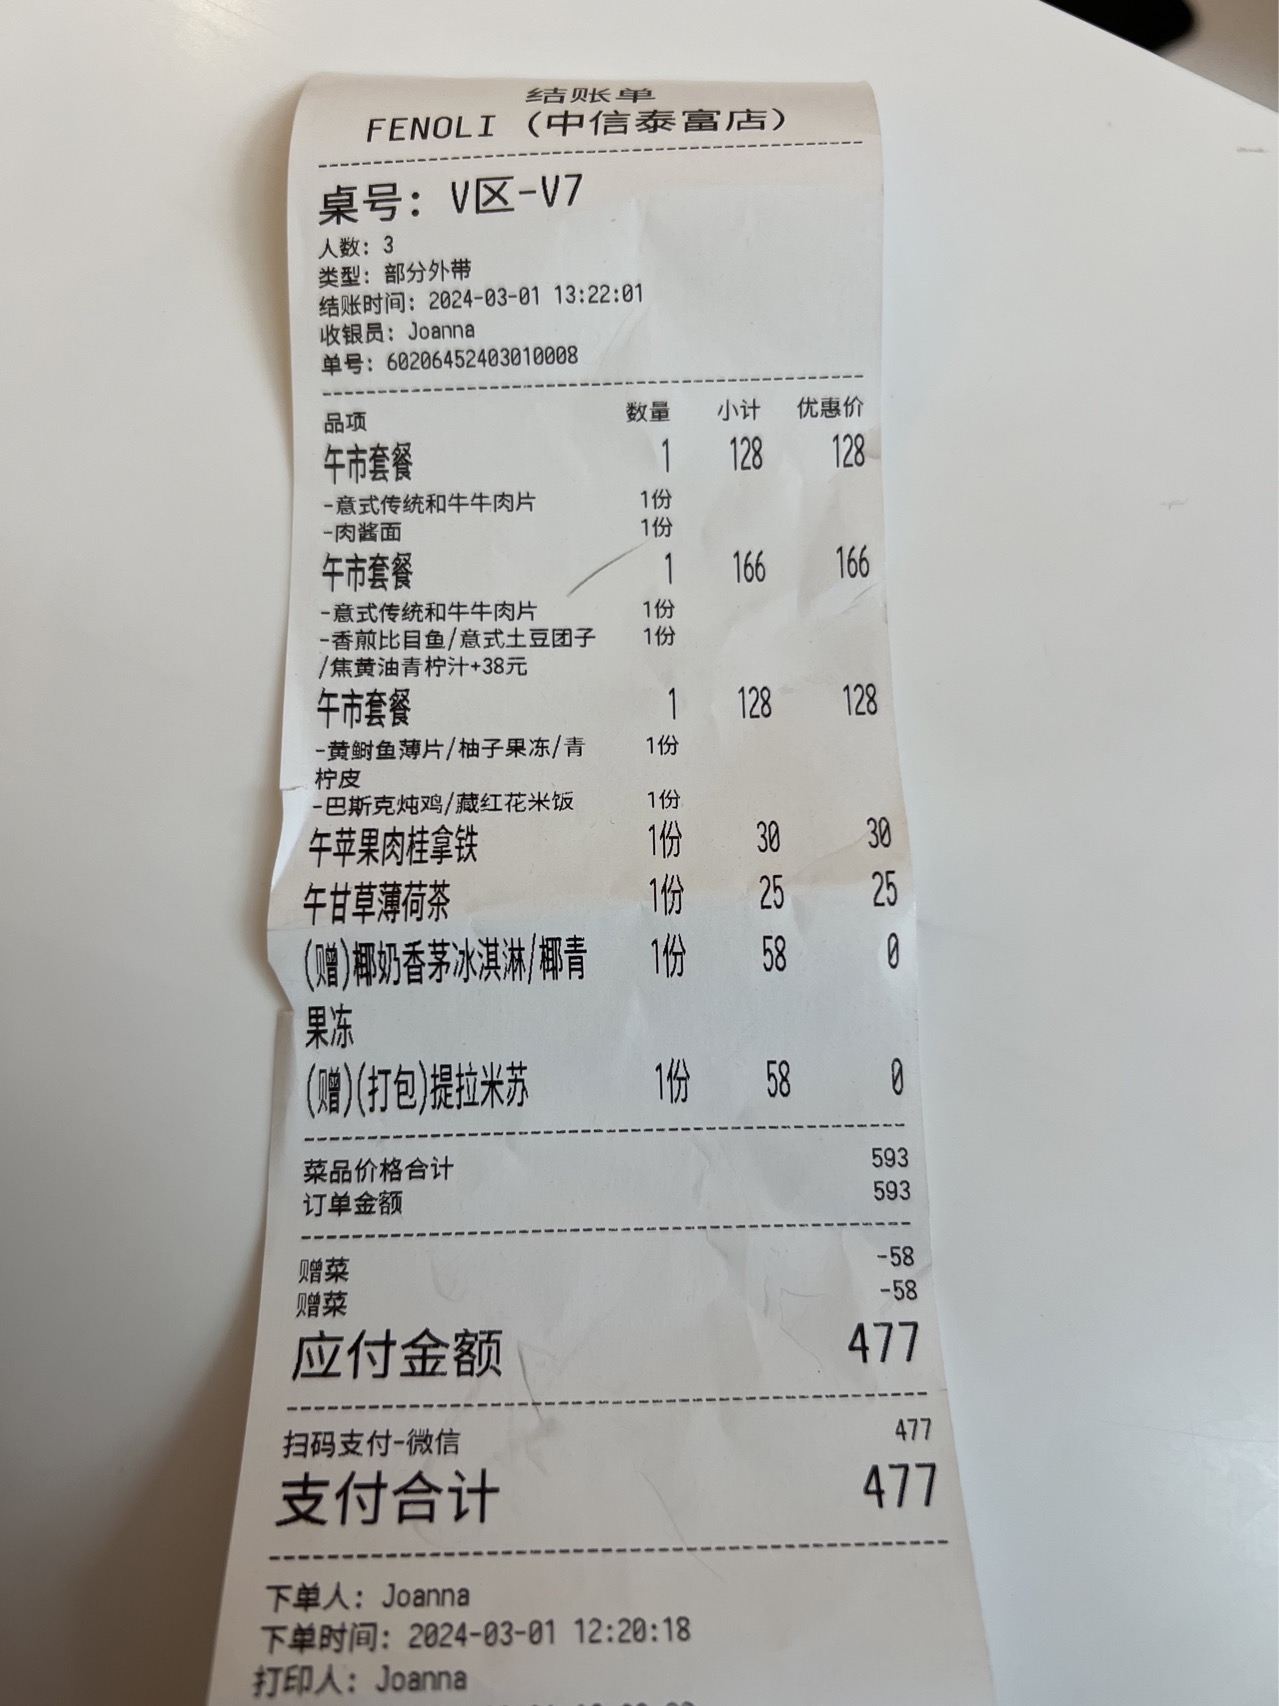 结账单
FENOLI（中信泰富店）
桌号：V区-V7
人数：3
类型：部分外带
结账时间：2024-03-01 13:22:01
收银员：Joanna
单号：60206452403010008
品项 数量 小计 优惠价
午市套餐 1 128 128
-意式传统和牛牛肉片 1份
-肉酱面 1份
午市套餐 1 166 166
-意式传统和牛牛肉片 1份
-香煎比目鱼/意式土豆团子 1份
/焦黄油青柠汁+38元
午市套餐 1 128 128
-黄鲥鱼薄片/柚子果冻/青 1份
柠皮
-巴斯克炖鸡/藏红花米饭 1份
午苹果肉桂拿铁 1份 30 30
午甘草薄荷茶 1份 25 25
(赠)椰奶香茅冰淇淋/椰青 1份 58 0
果冻
(赠)(打包)提拉米苏 1份 58 0
菜品价格合计 593
订单金额 593
赠菜 -58
赠菜 -58
应付金额 477
扫码支付-微信 477
支付合计 477
下单人：Joanna
下单时间：2024-03-01 12:20:18
打印人：Joanna